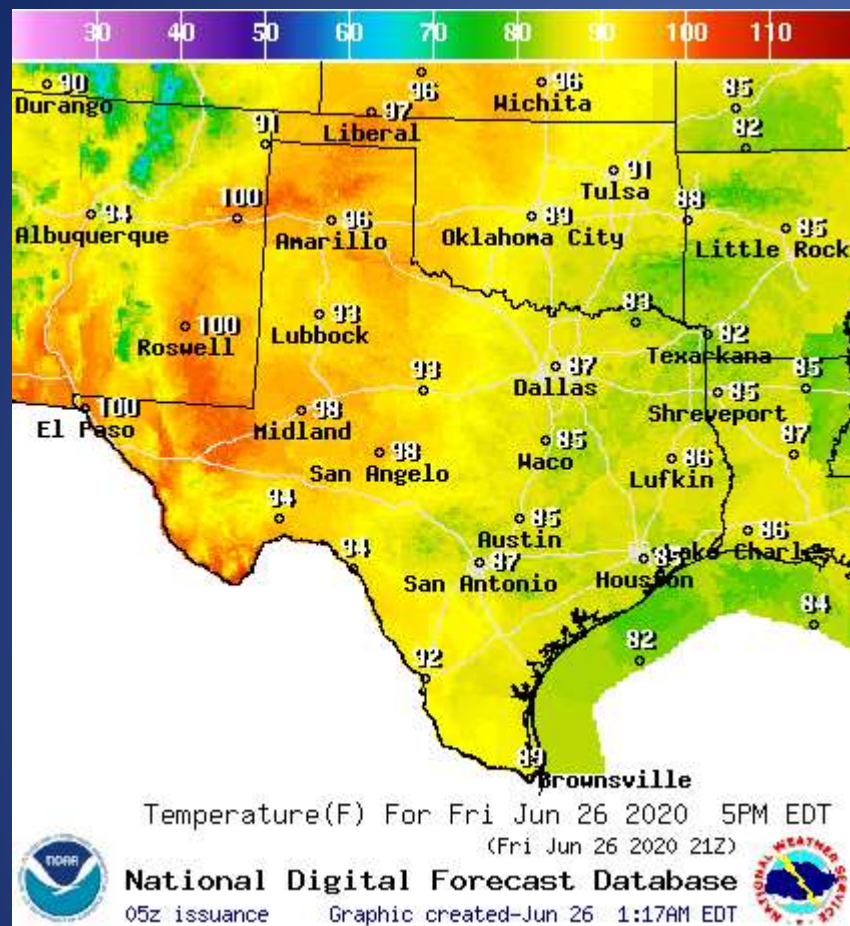 30 40 50 60 70 80 90 100 110
90 96 96 85
Durango Wichita
97
Liberal
91 82
91
Tulsa
94 100 96 89 88 85
Albuquerque Amarillo Oklahoma City Little Rock
100 93 83
Roswell Lubbock 82
Texarkana
93 87 85
Dallas 85
100 98 Shreveport
El Paso Midland
98 85 86 87
San Angelo Waco Lufkin
94 85 86
Austin Lake Charles
94 87 85
San Antonio Houston
84
92 82
89
Brownsville
Temperature(F) For Fri Jun 26 2020 5PM EDT
(Fri Jun 26 2020 21Z)
National Digital Forecast Database
05z issuance Graphic created-Jun 26 1:17AM EDT
NOAA
NATIONAL WEATHER SERVICE